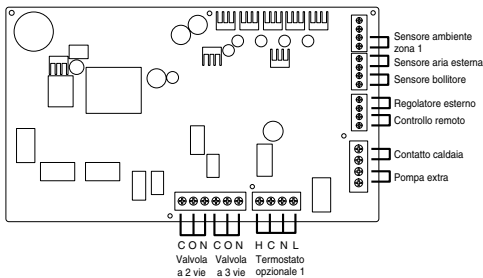 Sensore ambiente
zona 1
Sensore aria esterna
Sensore bollitore
Regolatore esterno
Controllo remoto
Contatto caldaia
Pompa extra
C O N C O N H C N L
Valvola
a 2 vie
Valvola
a 3 vie
Termostato
opzionale 1